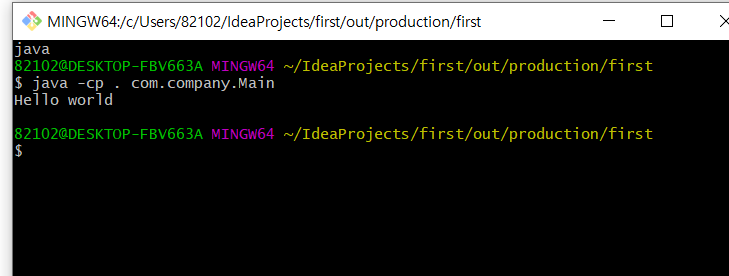 MINGW64:/c/Users/82102/IdeaProjects/first/out/production/first
java
82102@DESKTOP-FBV663A MINGW64 ~/IdeaProjects/first/out/production/first
$ java -cp . com.company.Main
Hello world
82102@DESKTOP-FBV663A MINGW64 ~/IdeaProjects/first/out/production/first
$